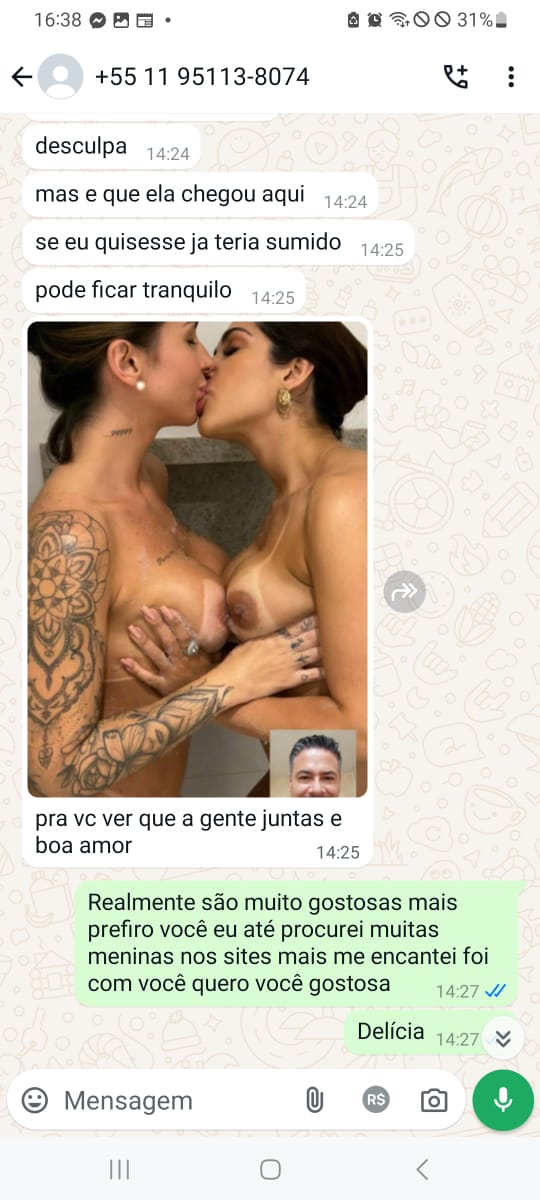 16:38
31%
+55 11 95113-8074
desculpa 14:24
mas e que ela chegou aqui 14:24
se eu quisesse ja teria sumido 14:25
pode ficar tranquilo 14:25
pra vc ver que a gente juntas e
boa amor 14:25
Realmente são muito gostosas mais
prefiro você eu até procurei muitas
meninas nos sites mais me encantei foi
com você quero você gostosa 14:27
Delícia 14:27
Mensagem
R$